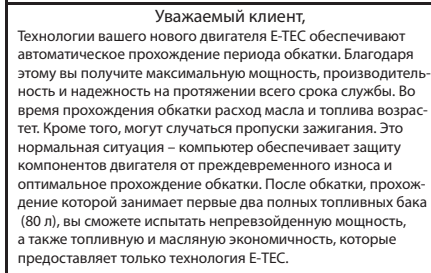 Уважаемый клиент,
Технологии вашего нового двигателя E-TEC обеспечивают
автоматическое прохождение периода обкатки. Благодаря
этому вы получите максимальную мощность, производитель-
ность и надежность на протяжении всего срока службы. Во
время прохождения обкатки расход масла и топлива возрас-
тет. Кроме того, могут случаться пропуски зажигания. Это
нормальная ситуация – компьютер обеспечивает защиту
компонентов двигателя от преждевременного износа и
оптимальное прохождение обкатки. После обкатки, прохож-
дение которой занимает первые два полных топливных бака
(80 л), вы сможете испытать непревзойденную мощность,
а также топливную и масляную экономичность, которые
предоставляет только технология E-TEC.